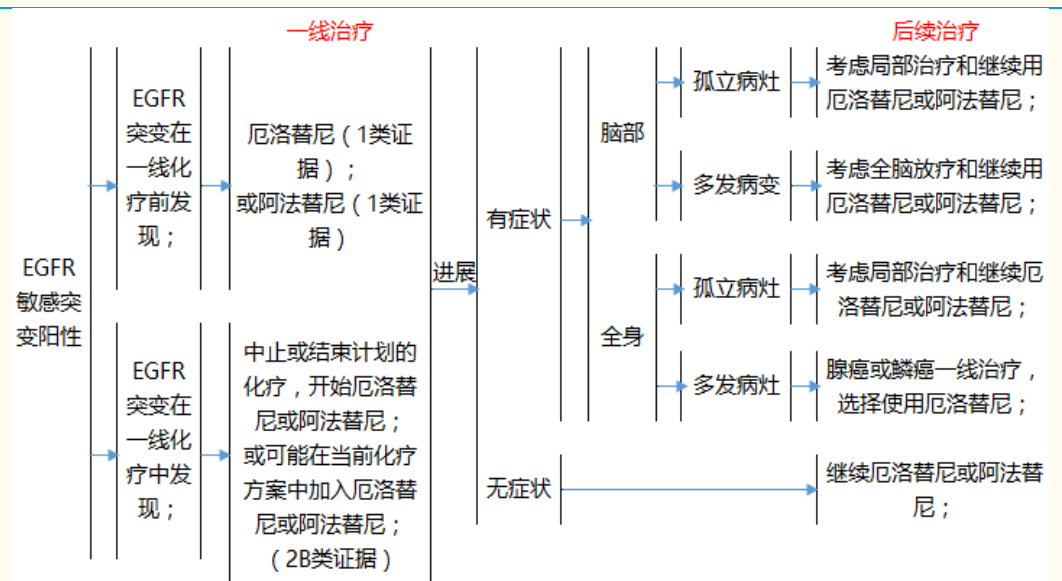 一线治疗
后续治疗
EGFR
敏感突
变阳性
EGFR
突变在
一线化
疗前发
现；
厄洛替尼（1类证
据）；
或阿法替尼（1类证
据）
EGFR
突变在
一线化
疗中发
现；
中止或结束计划的
化疗，开始厄洛替
尼或阿法替尼；
或可能在当前化疗
方案中加入厄洛替
尼或阿法替尼；
（2B类证据）
进展
有症状
脑部
孤立病灶
考虑局部治疗和继续用
厄洛替尼或阿法替尼；
多发病变
考虑全脑放疗和继续用
厄洛替尼或阿法替尼；
全身
孤立病灶
考虑局部治疗和继续厄
洛替尼或阿法替尼；
多发病灶
腺癌或鳞癌一线治疗，
选择使用厄洛替尼；
无症状
继续厄洛替尼或阿法替
尼；